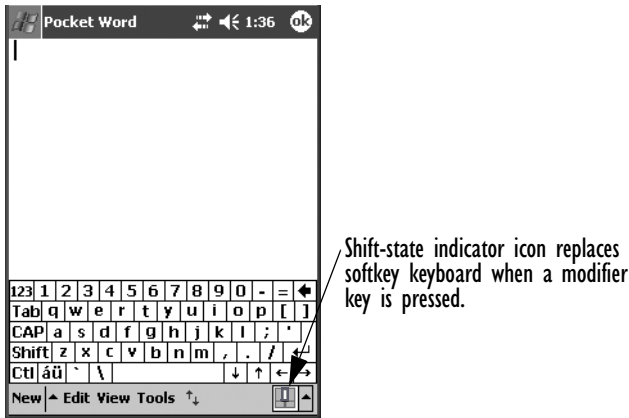 Pocket Word 1:36 ok
123 1 2 3 4 5 6 7 8 9 0 - = 
Tab q w e r t y u i o p [ ]
CAP a s d f g h j k l ; '
Shift z x c v b n m , . /
Ctl áü ` \ ↓ ↑ ← →
New Edit View Tools
Shift-state indicator icon replaces
softkey keyboard when a modifier
key is pressed.